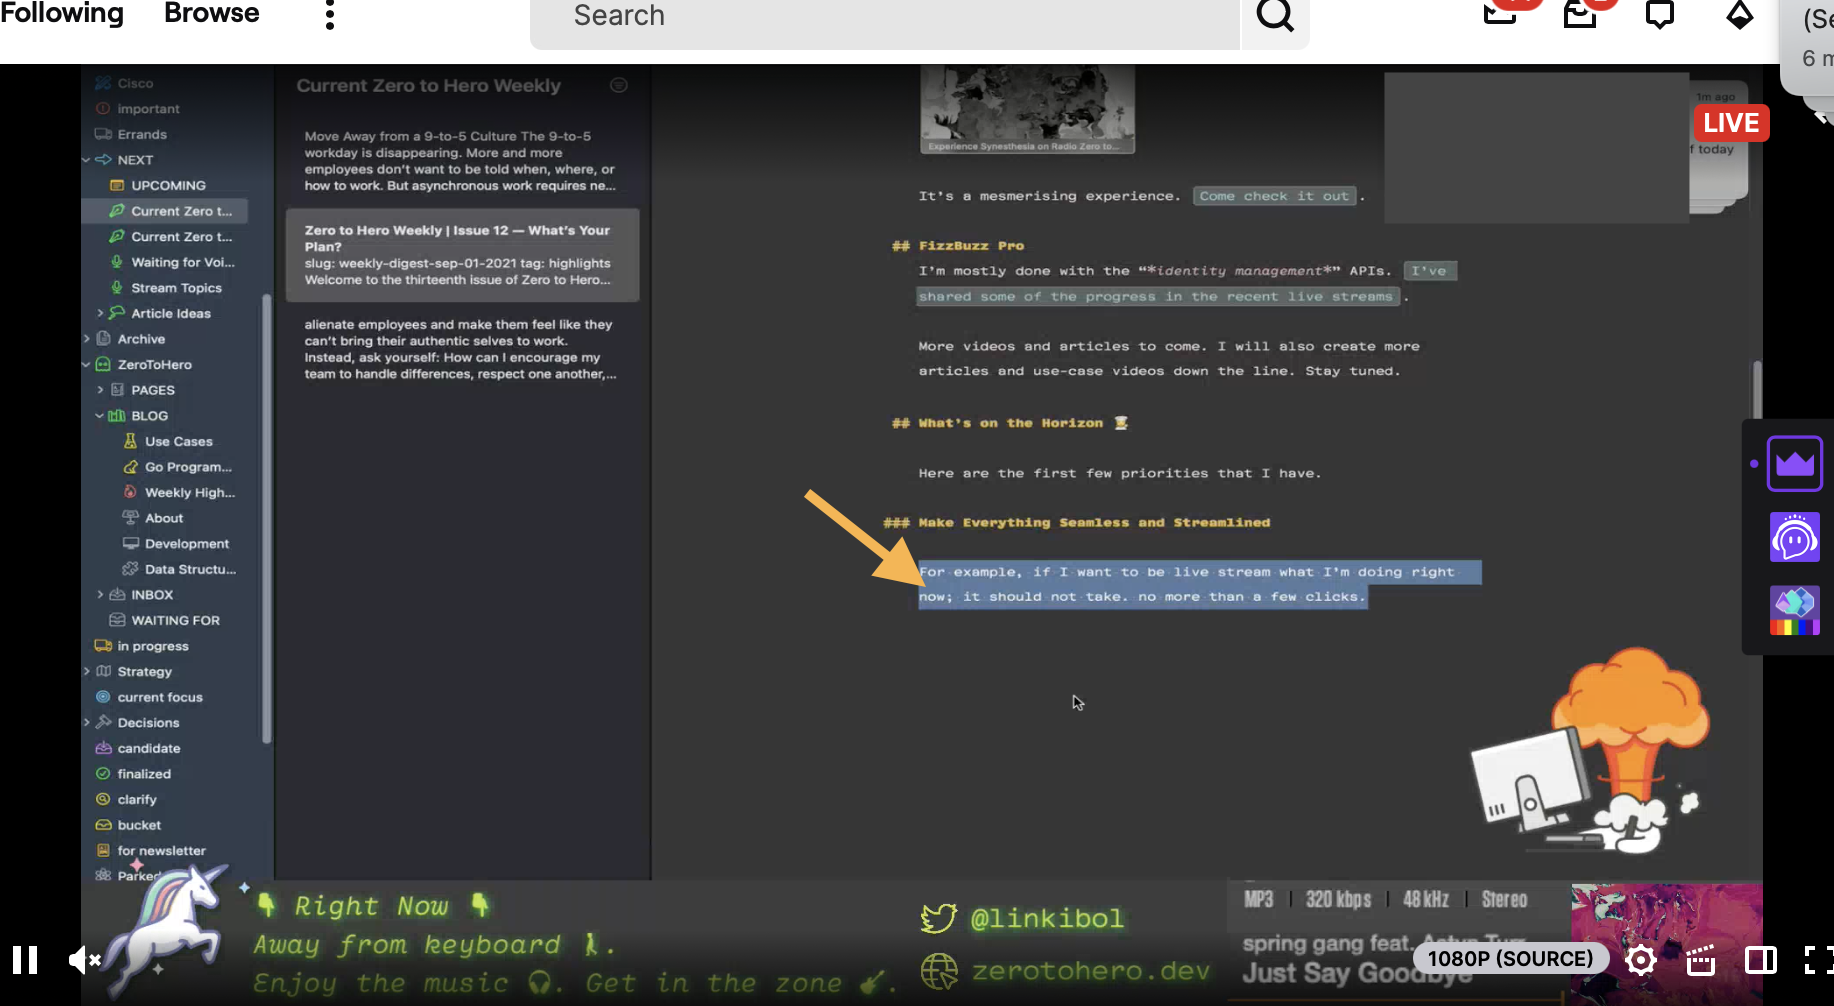 Following
Browse
Search
(Se
6 m
Cisco
important
Errands
NEXT
UPCOMING
Current Zero t...
Current Zero t...
Waiting for Voi...
Stream Topics
Article Ideas
Archive
ZeroToHero
PAGES
BLOG
Use Cases
Go Program...
Weekly High...
About
Development
Data Structu...
INBOX
WAITING FOR
in progress
Strategy
current focus
Decisions
candidate
finalized
clarify
bucket
for newsletter
Parked
Current Zero to Hero Weekly
Move Away from a 9-to-5 Culture The 9-to-5
workday is disappearing. More and more
employees don't want to be told when, where, or
how to work. But asynchronous work requires ne...
Zero to Hero Weekly | Issue 12 — What's Your
Plan?
slug: weekly-digest-sep-01-2021 tag: highlights
Welcome to the thirteenth issue of Zero to Hero...
alienate employees and make them feel like they
can't bring their authentic selves to work.
Instead, ask yourself: How can I encourage my
team to handle differences, respect one another,...
Experience Synesthesia on Radio Zero to...
It's a mesmerising experience. Come check it out.
## FizzBuzz Pro
I'm mostly done with the "*identity management*" APIs. I've
shared some of the progress in the recent live streams.
More videos and articles to come. I will also create more
articles and use-case videos down the line. Stay tuned.
## What's on the Horizon
Here are the first few priorities that I have.
### Make Everything Seamless and Streamlined
For example, if I want to be live stream what I'm doing right
now; it should not take. no more than a few clicks.
1m ago
LIVE
f today
Right Now
Away from keyboard .
Enjoy the music . Get in the zone .
@linkibol
zerotohero.dev
MP3 | 320 kbps | 48 kHz | Stereo
spring gang feat.
Just Say Goodbye
1080P (SOURCE)